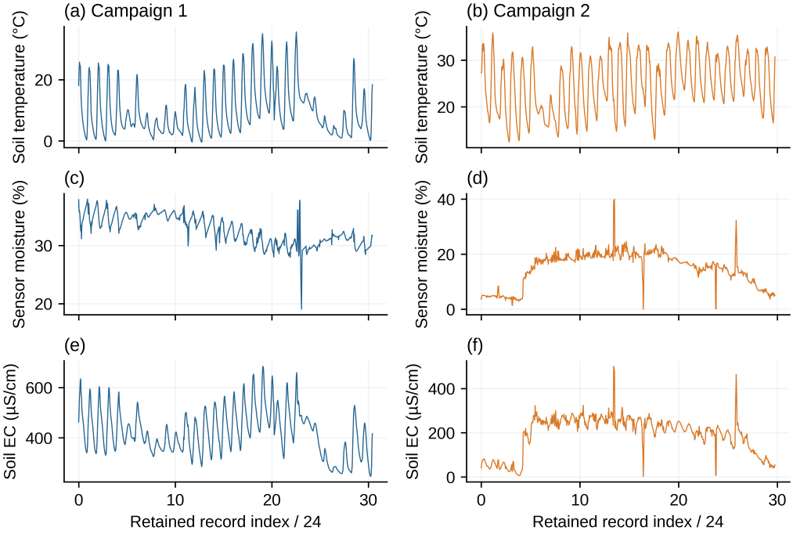 (a) Campaign 1
(b) Campaign 2
Soil temperature (°C)
20
0
Soil temperature (°C)
30
20
(c)
(d)
Sensor moisture (%)
30
20
Sensor moisture (%)
40
20
0
(e)
(f)
Soil EC (µS/cm)
600
400
Soil EC (µS/cm)
400
200
0
0 10 20 30
0 10 20 30
Retained record index / 24
Retained record index / 24